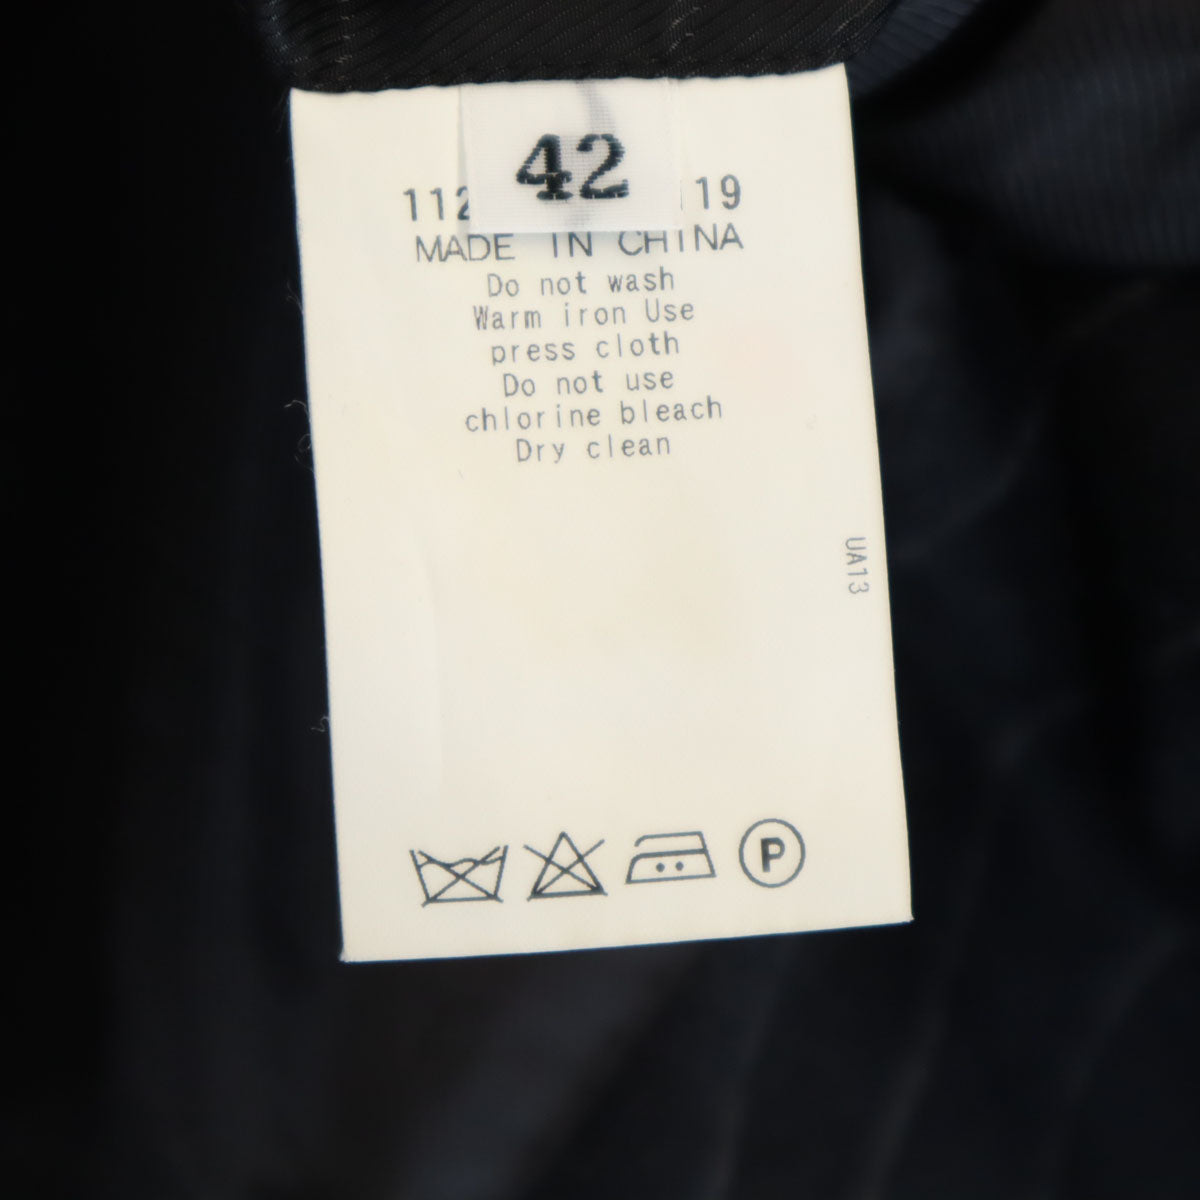 42
112 19
MADE IN CHINA
Do not wash
Warm iron Use
press cloth
Do not use
chlorine bleach
Dry clean
UA13
P